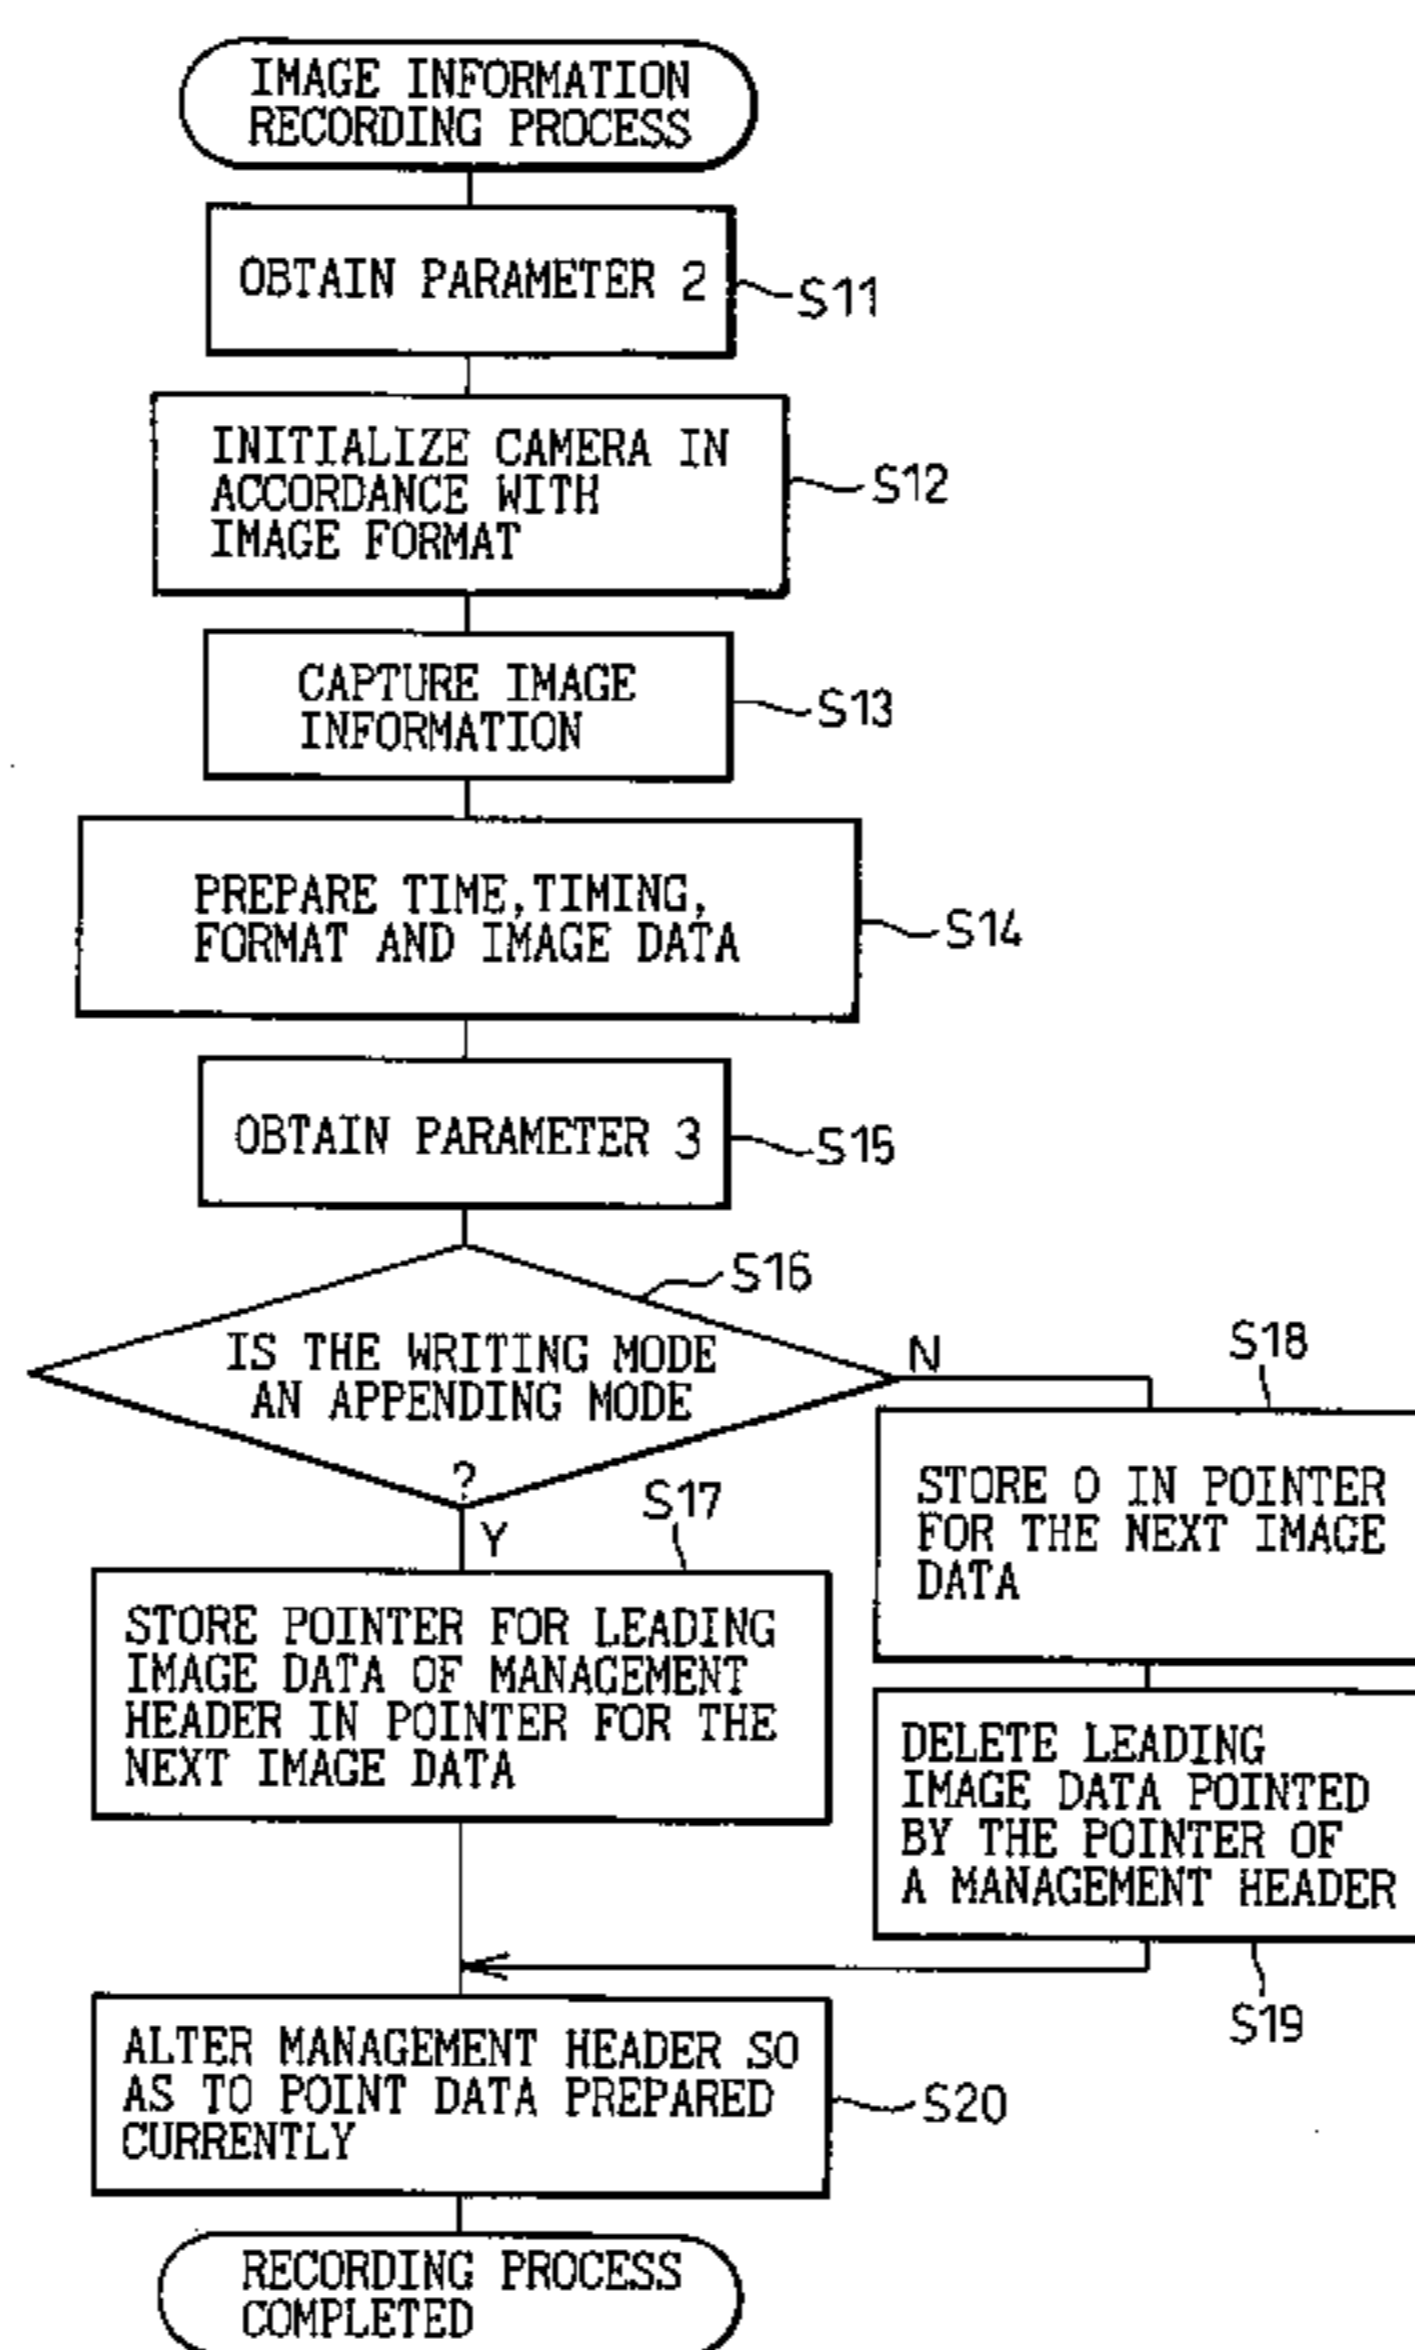 IMAGE INFORMATION
RECORDING PROCESS
OBTAIN PARAMETER 2
S11
INITIALIZE CAMERA IN
ACCORDANCE WITH
IMAGE FORMAT
S12
CAPTURE IMAGE
INFORMATION
S13
PREPARE TIME,TIMING,
FORMAT AND IMAGE DATA
S14
OBTAIN PARAMETER 3
S15
S16
IS THE WRITING MODE
AN APPENDING MODE
?
N
Y
S18
STORE 0 IN POINTER
FOR THE NEXT IMAGE
DATA
S17
STORE POINTER FOR LEADING
IMAGE DATA OF MANAGEMENT
HEADER IN POINTER FOR THE
NEXT IMAGE DATA
DELETE LEADING
IMAGE DATA POINTED
BY THE POINTER OF
A MANAGEMENT HEADER
S19
ALTER MANAGEMENT HEADER SO
AS TO POINT DATA PREPARED
CURRENTLY
S20
RECORDING PROCESS
COMPLETED